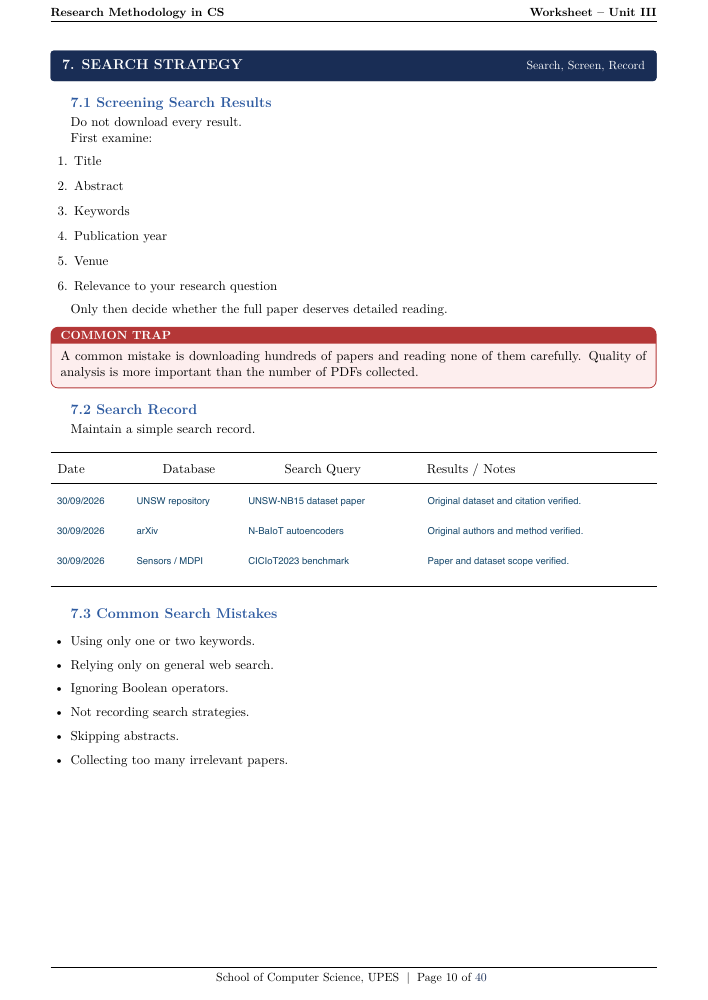 Research Methodology in CS Worksheet – Unit III
7. SEARCH STRATEGY Search, Screen, Record
7.1 Screening Search Results
Do not download every result.
First examine:
1. Title
2. Abstract
3. Keywords
4. Publication year
5. Venue
6. Relevance to your research question
Only then decide whether the full paper deserves detailed reading.
COMMON TRAP
A common mistake is downloading hundreds of papers and reading none of them carefully. Quality of
analysis is more important than the number of PDFs collected.
7.2 Search Record
Maintain a simple search record.
Date Database Search Query Results / Notes
30/09/2026 UNSW repository UNSW-NB15 dataset paper Original dataset and citation verified.
30/09/2026 arXiv N-BaIoT autoencoders Original authors and method verified.
30/09/2026 Sensors / MDPI CICIoT2023 benchmark Paper and dataset scope verified.
7.3 Common Search Mistakes
• Using only one or two keywords.
• Relying only on general web search.
• Ignoring Boolean operators.
• Not recording search strategies.
• Skipping abstracts.
• Collecting too many irrelevant papers.
School of Computer Science, UPES | Page 10 of 40